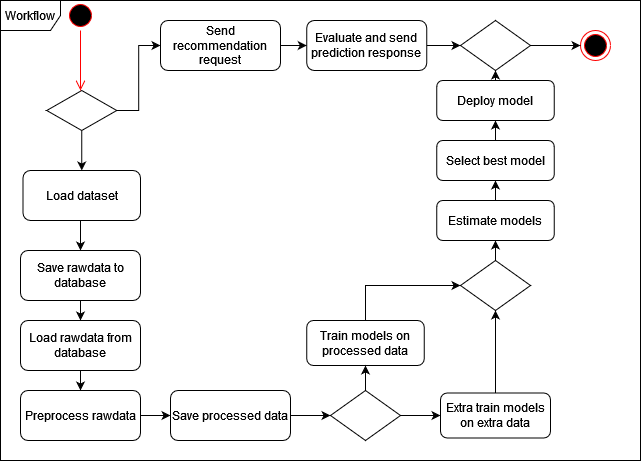 Workflow
Send
recommendation
request
Evaluate and send
prediction response
Deploy model
Select best model
Load dataset
Estimate models
Save rawdata to
database
Load rawdata from
database
Train models on
processed data
Preprocess rawdata
Save processed data
Extra train models
on extra data